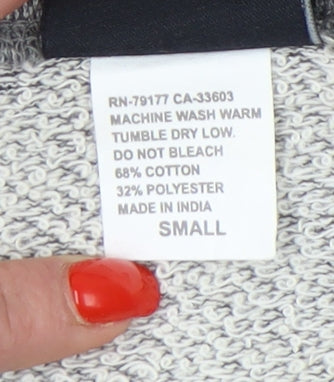 RN-79177 CA-33603
MACHINE WASH WARM
TUMBLE DRY LOW.
DO NOT BLEACH
68% COTTON
32% POLYESTER
MADE IN INDIA
SMALL